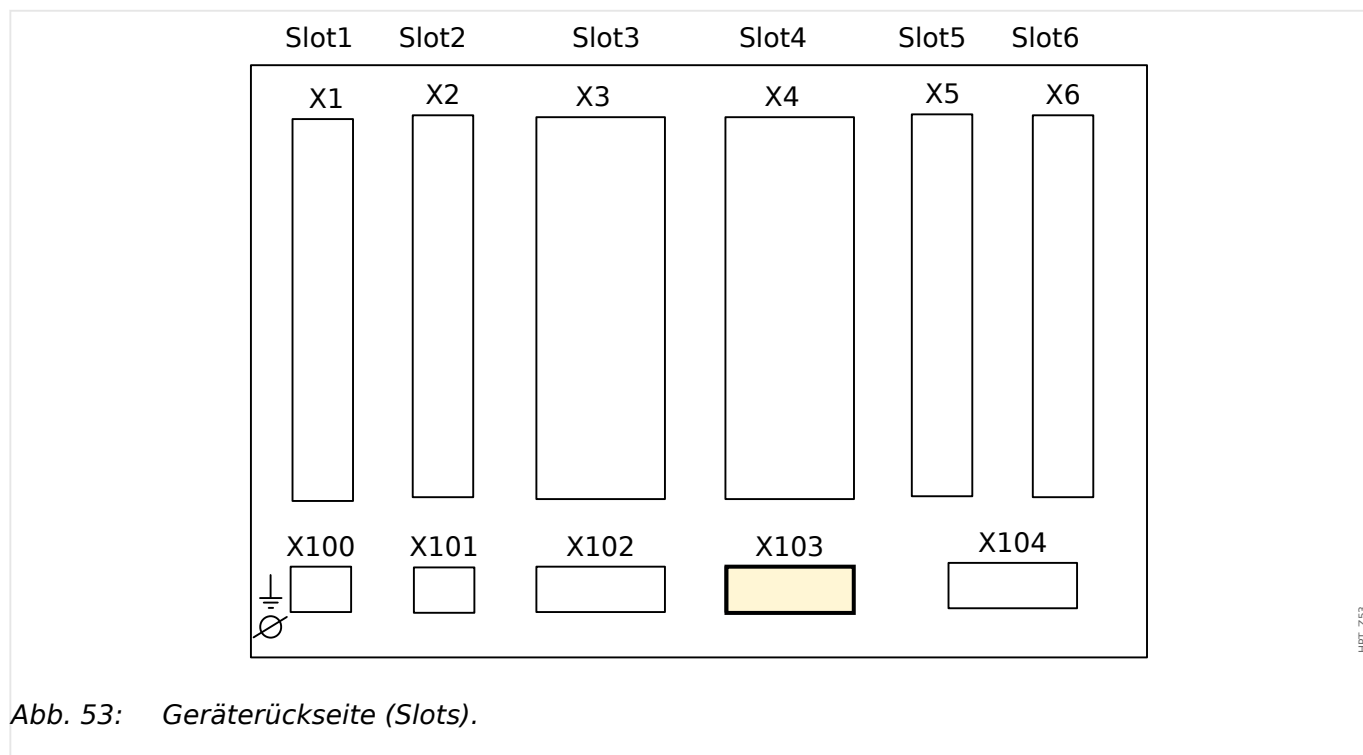 Slot1 Slot2 Slot3 Slot4 Slot5 Slot6
X1 X2 X3 X4 X5 X6
X100 X101 X102 X103 X104
Abb. 53: Geräterückseite (Slots).